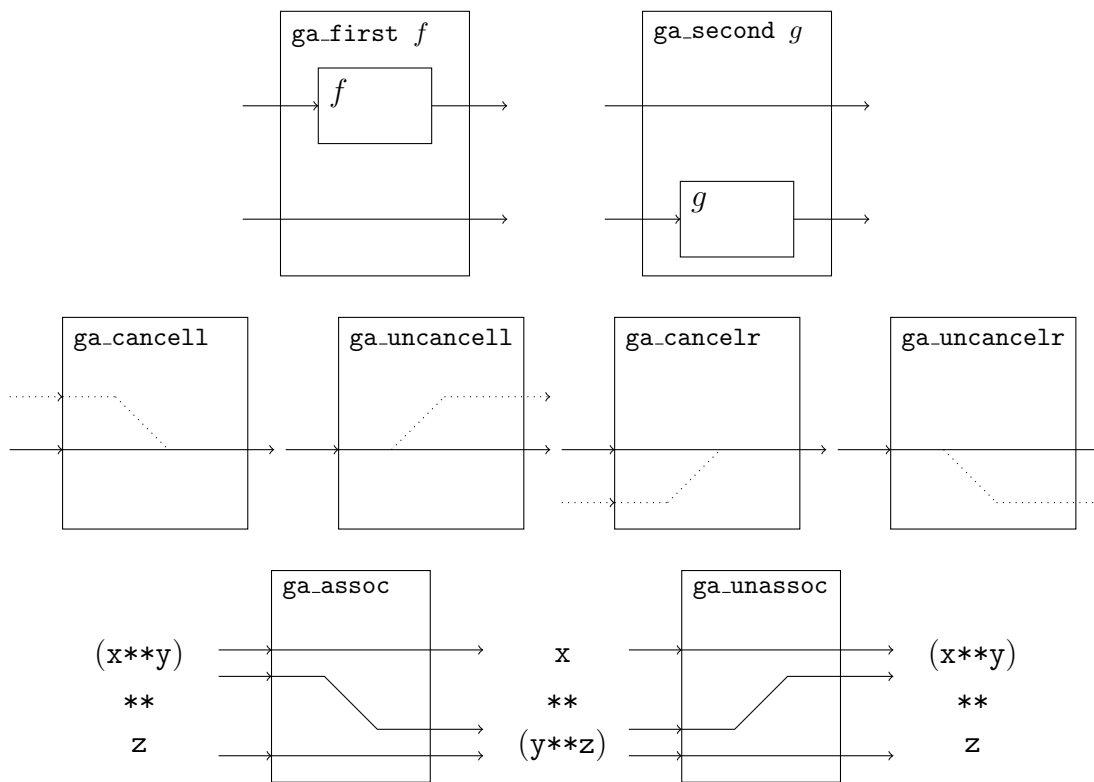 ga_first f
ga_second g
f
g
ga_cancell
ga_uncancell
ga_cancelr
ga_uncancelr
ga_assoc
ga_unassoc
(x**y)
x
(x**y)
**
**
**
z
(y**z)
z